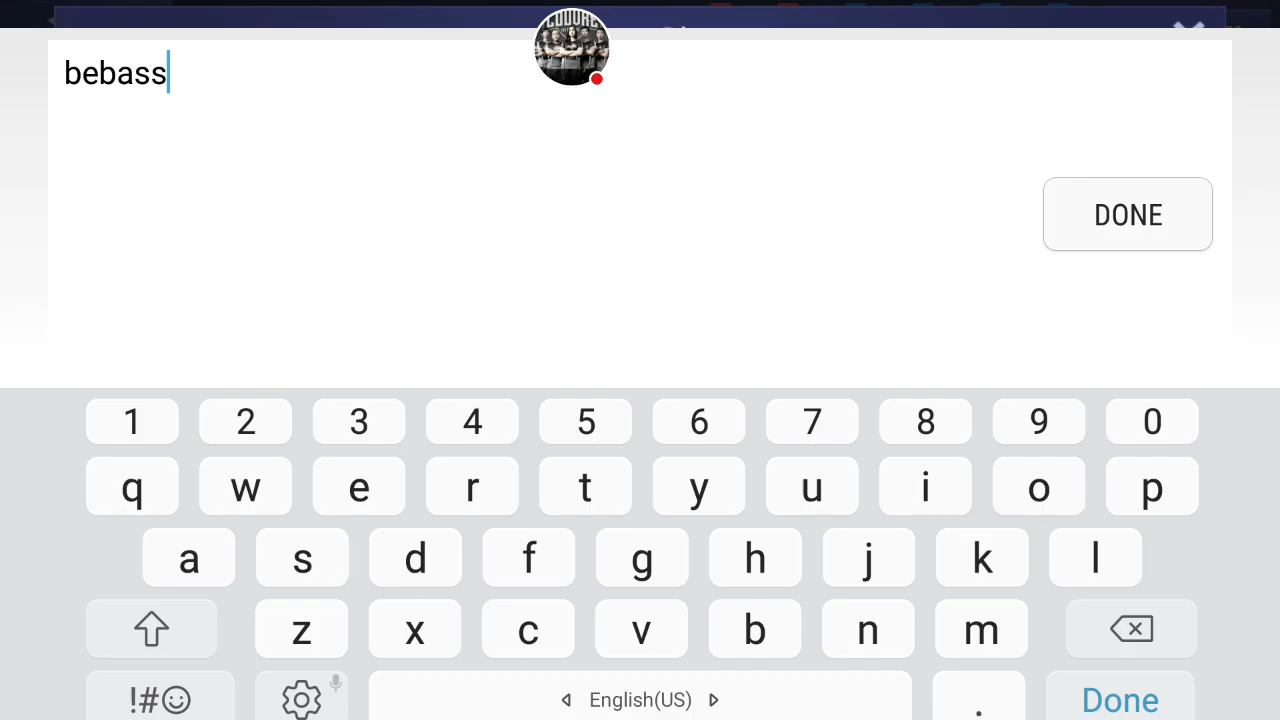 bebass
DONE
1 2 3 4 5 6 7 8 9 0
q w e r t y u i o p
a s d f g h j k l
z x c v b n m
!#☺ English(US) . Done